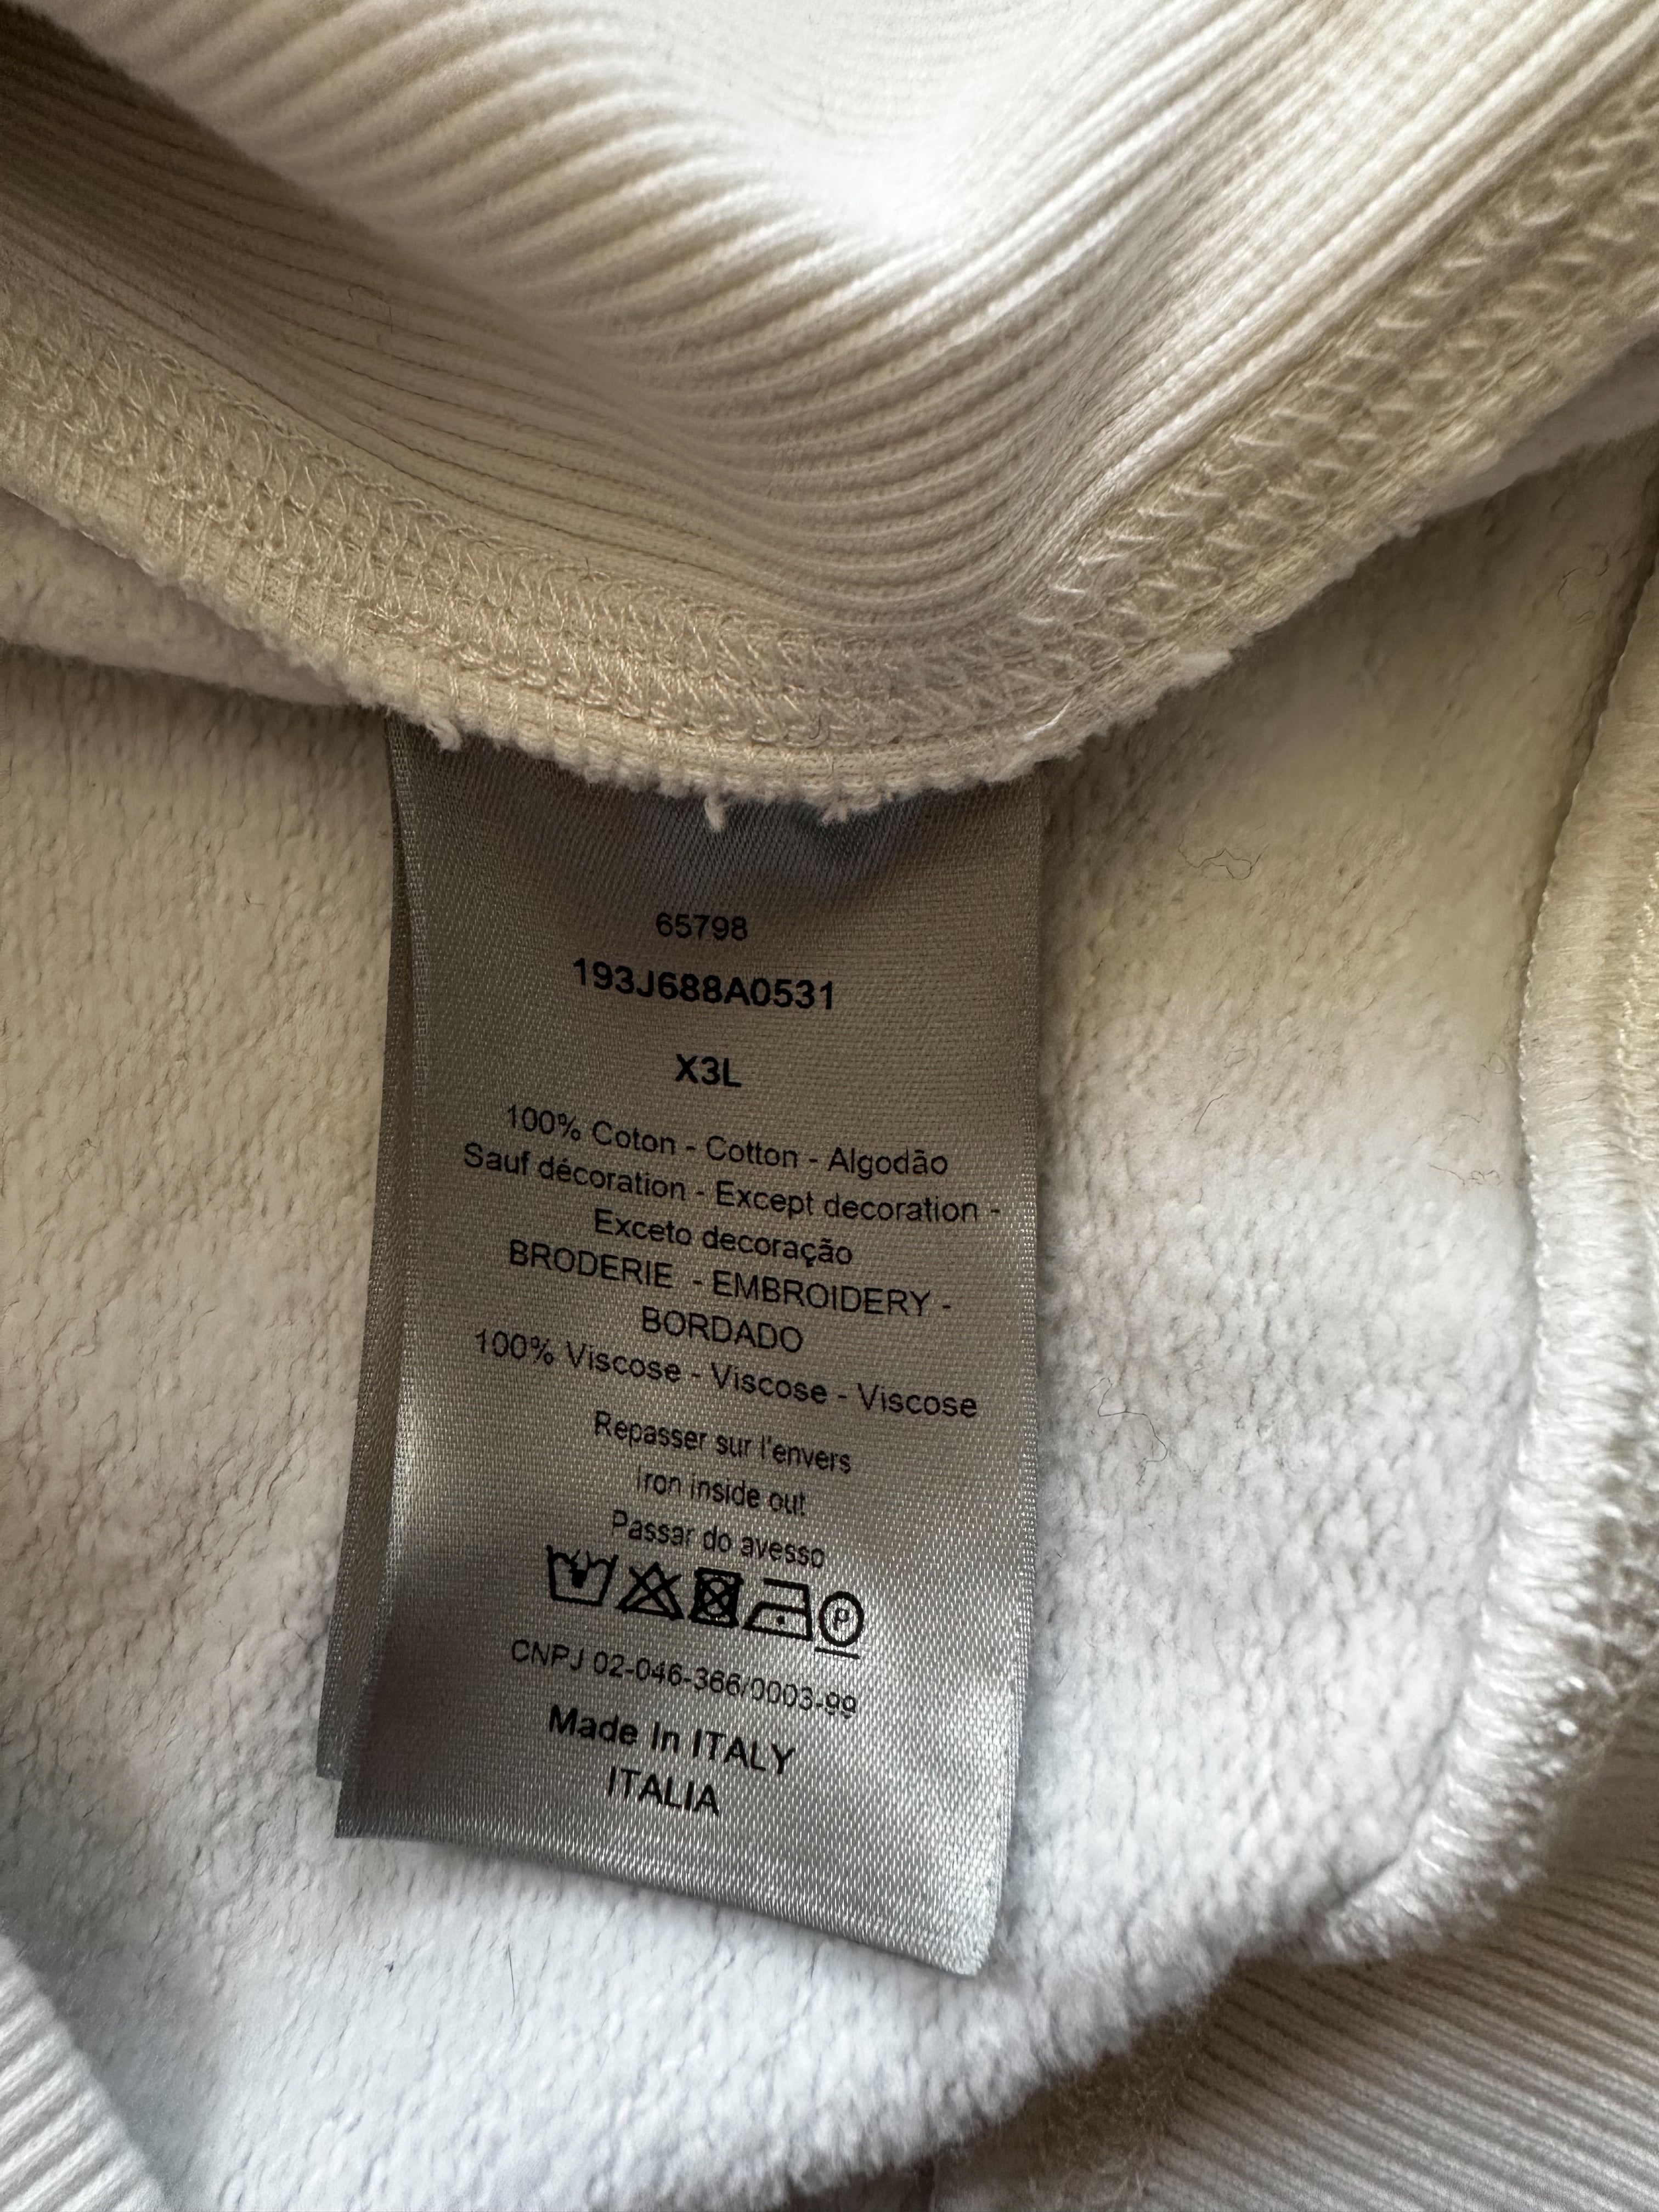 65798
193J688A0531
X3L
100% Coton - Cotton - Algodão
Sauf décoration - Except decoration -
Exceto decoração
BRODERIE - EMBROIDERY -
BORDADO
100% Viscose - Viscose - Viscose
Repasser sur l'envers
Iron inside out
Passar do avesso
P
CNPJ 02-046-366/0003-99
Made In ITALY
ITALIA